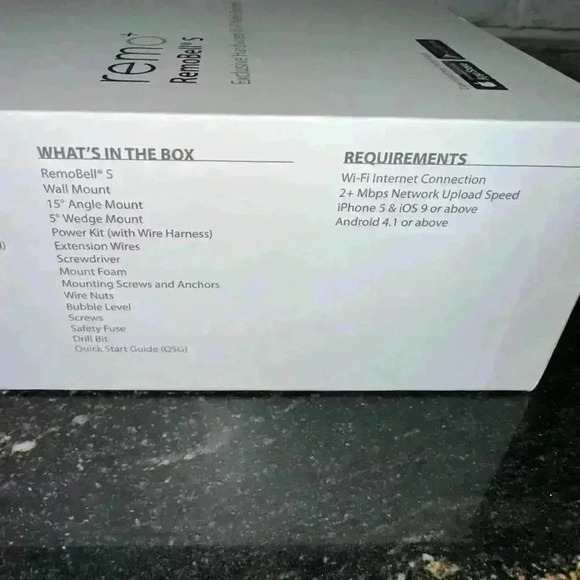 remo+
RemoBell® S
WHAT'S IN THE BOX
RemoBell® S
Wall Mount
15° Angle Mount
5° Wedge Mount
Power Kit (with Wire Harness)
Extension Wires
Screwdriver
Mount Foam
Mounting Screws and Anchors
Wire Nuts
Bubble Level
Screws
Safety Fuse
Drill Bit
Quick Start Guide (QSG)
REQUIREMENTS
Wi-Fi Internet Connection
2+ Mbps Network Upload Speed
iPhone 5 & iOS 9 or above
Android 4.1 or above